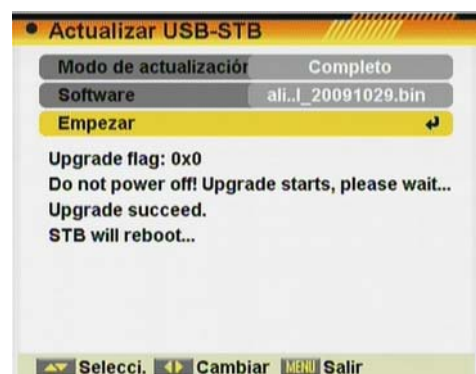 Actualizar USB-STB
Modo de actualizaciór Completo
Software ali..l_20091029.bin
Empezar
Upgrade flag: 0x0
Do not power off! Upgrade starts, please wait...
Upgrade succeed.
STB will reboot...
Selecci. Cambiar MENU Salir